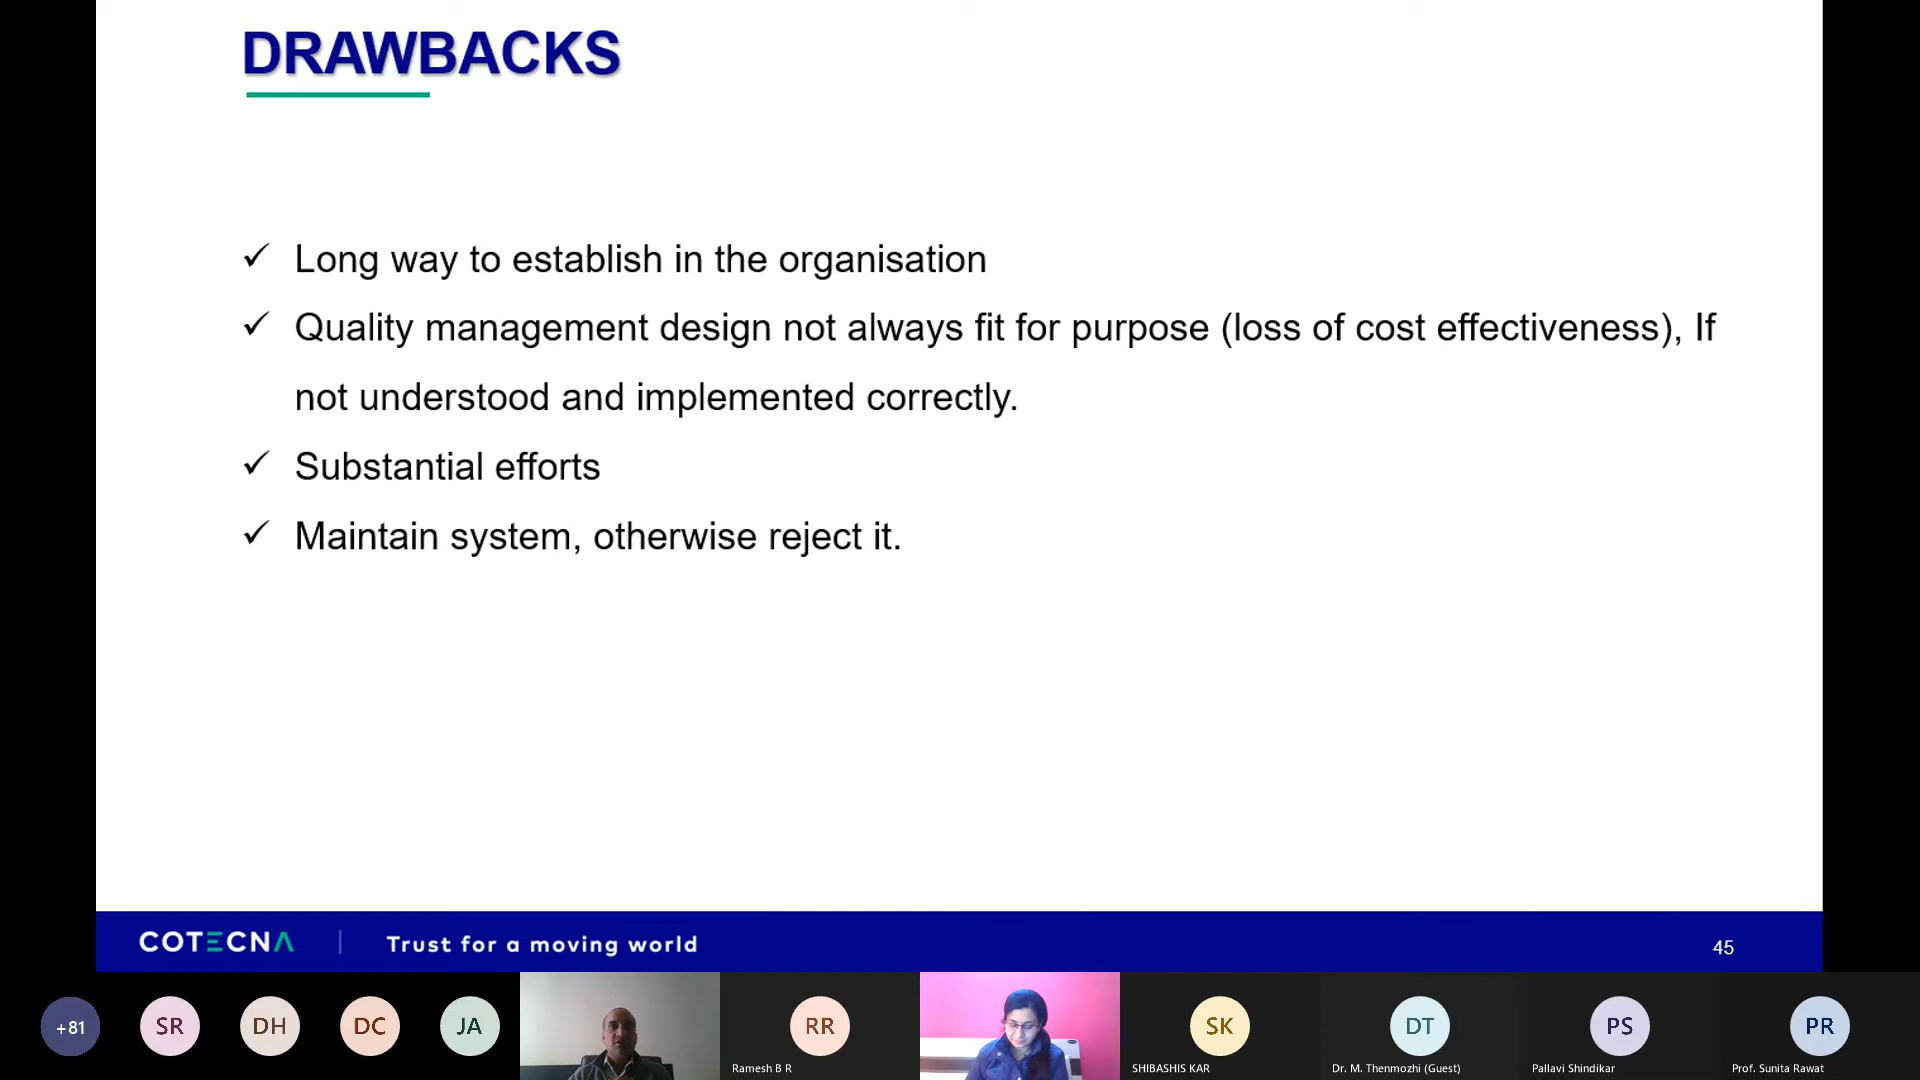 DRAWBACKS
✓ Long way to establish in the organisation
✓ Quality management design not always fit for purpose (loss of cost effectiveness), If
not understood and implemented correctly.
✓ Substantial efforts
✓ Maintain system, otherwise reject it.
COTECNA | Trust for a moving world
45
+81
SR
DH
DC
JA
RR
SK
DT
PS
PR
Ramesh B R
SHIBASHIS KAR
Dr. M. Thenmozhi (Guest)
Pallavi Shindikar
Prof. Sunita Rawat